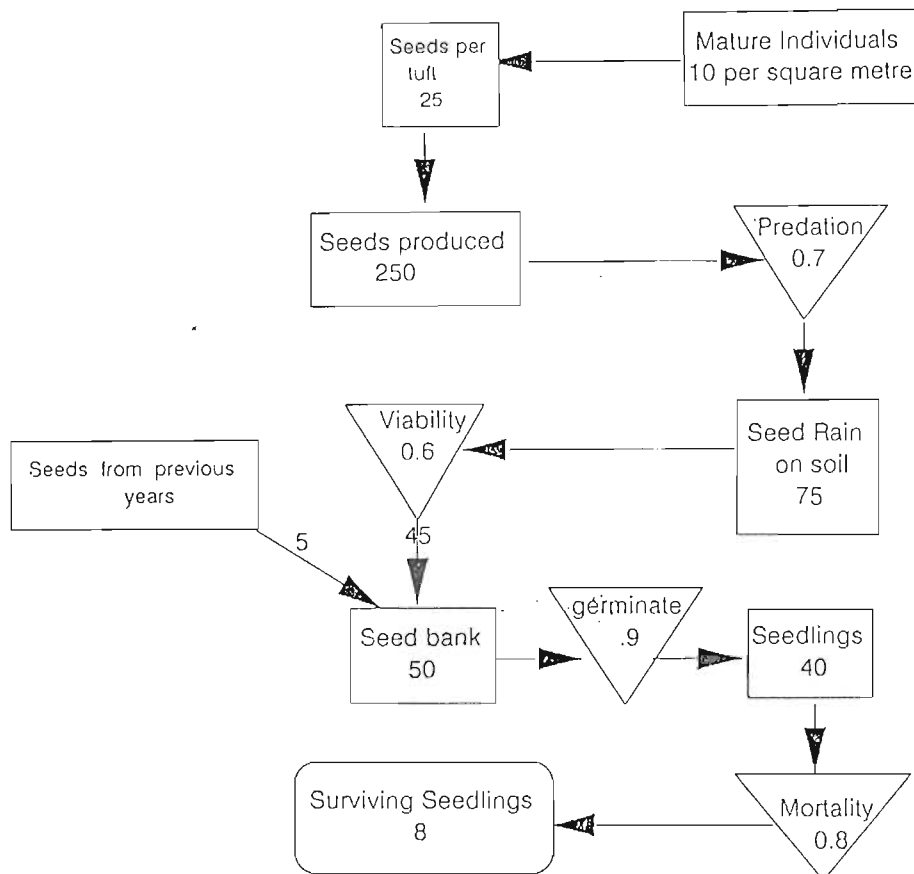 Seeds per
tuft
25
Mature Individuals
10 per square metre
Seeds produced
250
Predation
0.7
Seed Rain
on soil
75
Viability
0.6
Seeds from previous
years
5
45
Seed bank
50
germinate
.9
Seedlings
40
Mortality
0.8
Surviving Seedlings
8